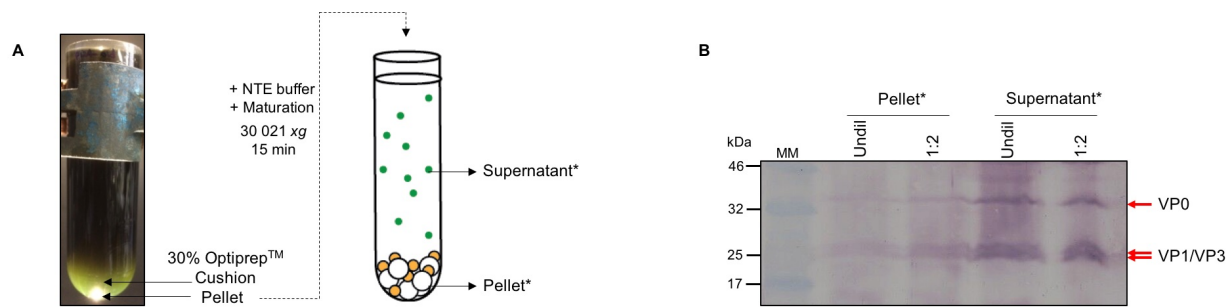 A
+ NTE buffer
+ Maturation
30 021 xg
15 min
30% Optiprep™
Cushion
Pellet
Supernatant*
Pellet*
B
Pellet*
Supernatant*
Undil
1:2
Undil
1:2
kDa
MM
46
32
25
17
VP0
VP1/VP3